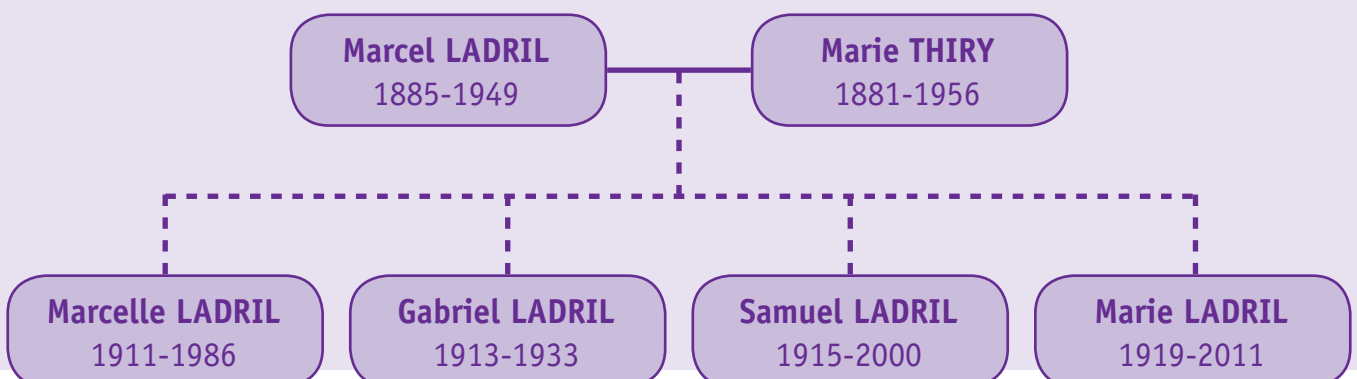 Marcel LADRIL
1885-1949
Marie THIRY
1881-1956
Marcelle LADRIL
1911-1986
Gabriel LADRIL
1913-1933
Samuel LADRIL
1915-2000
Marie LADRIL
1919-2011